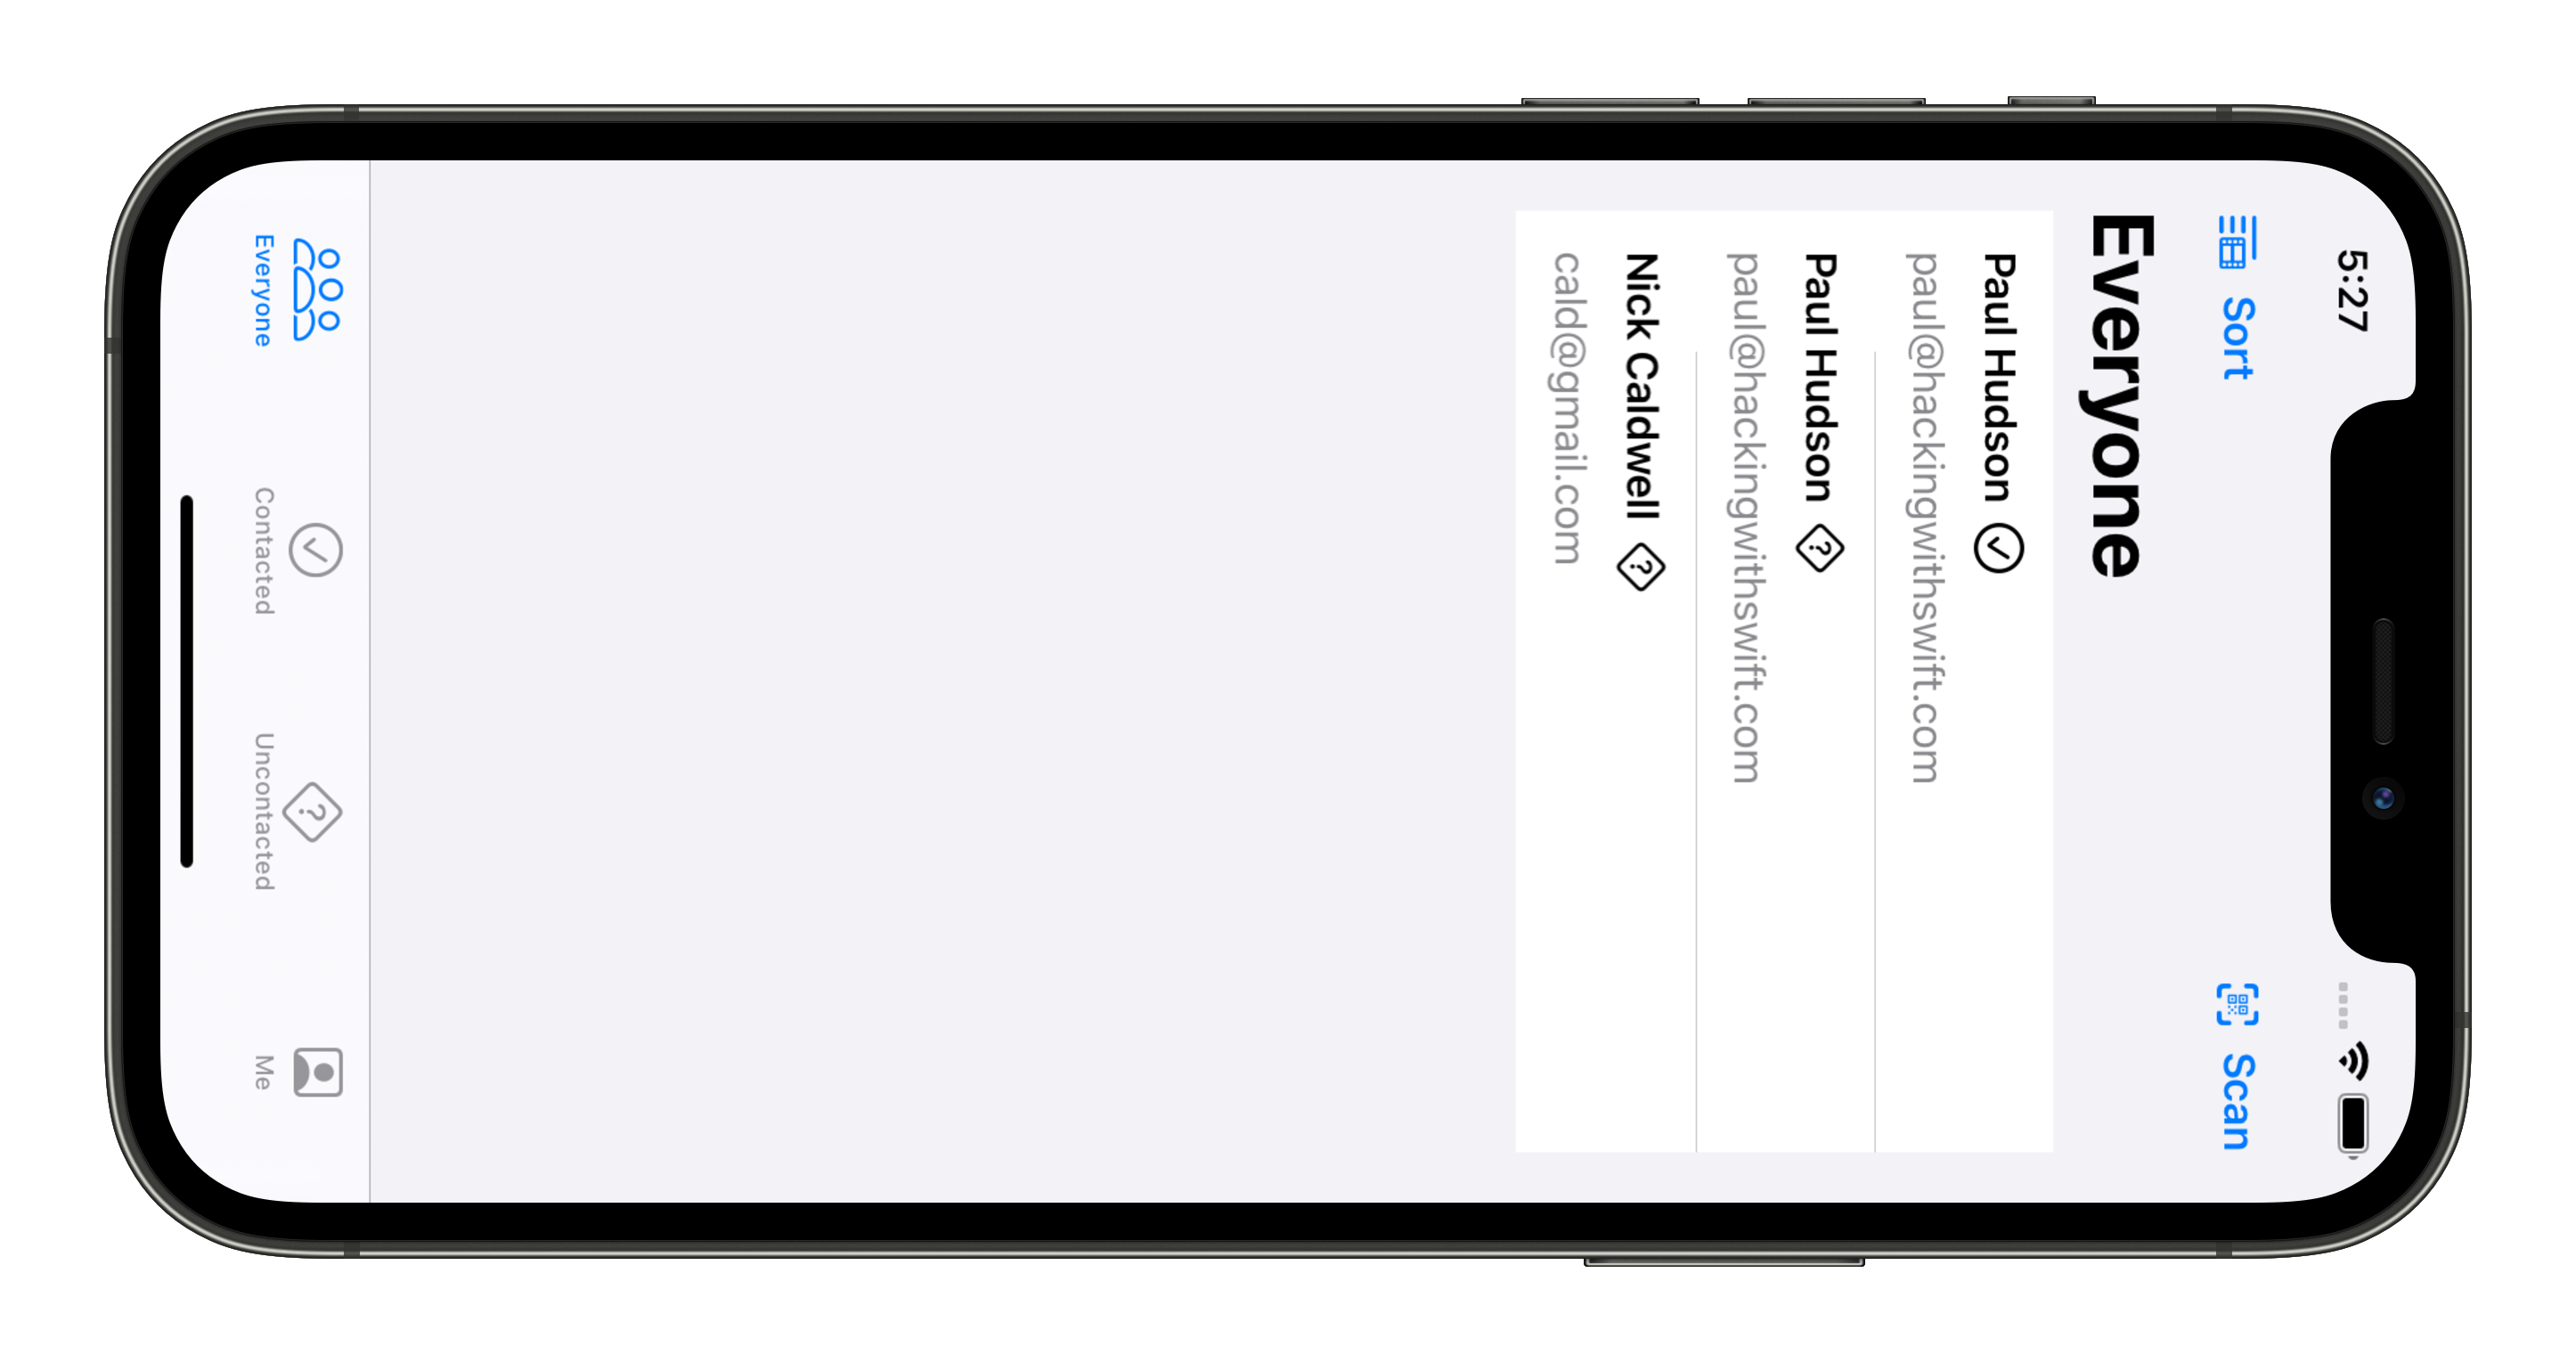 5:27
Sort
Scan
Everyone
Paul Hudson
paul@hackingwithswift.com
Paul Hudson
paul@hackingwithswift.com
Nick Caldwell
cald@gmail.com
Everyone
Contacted
Uncontacted
Me